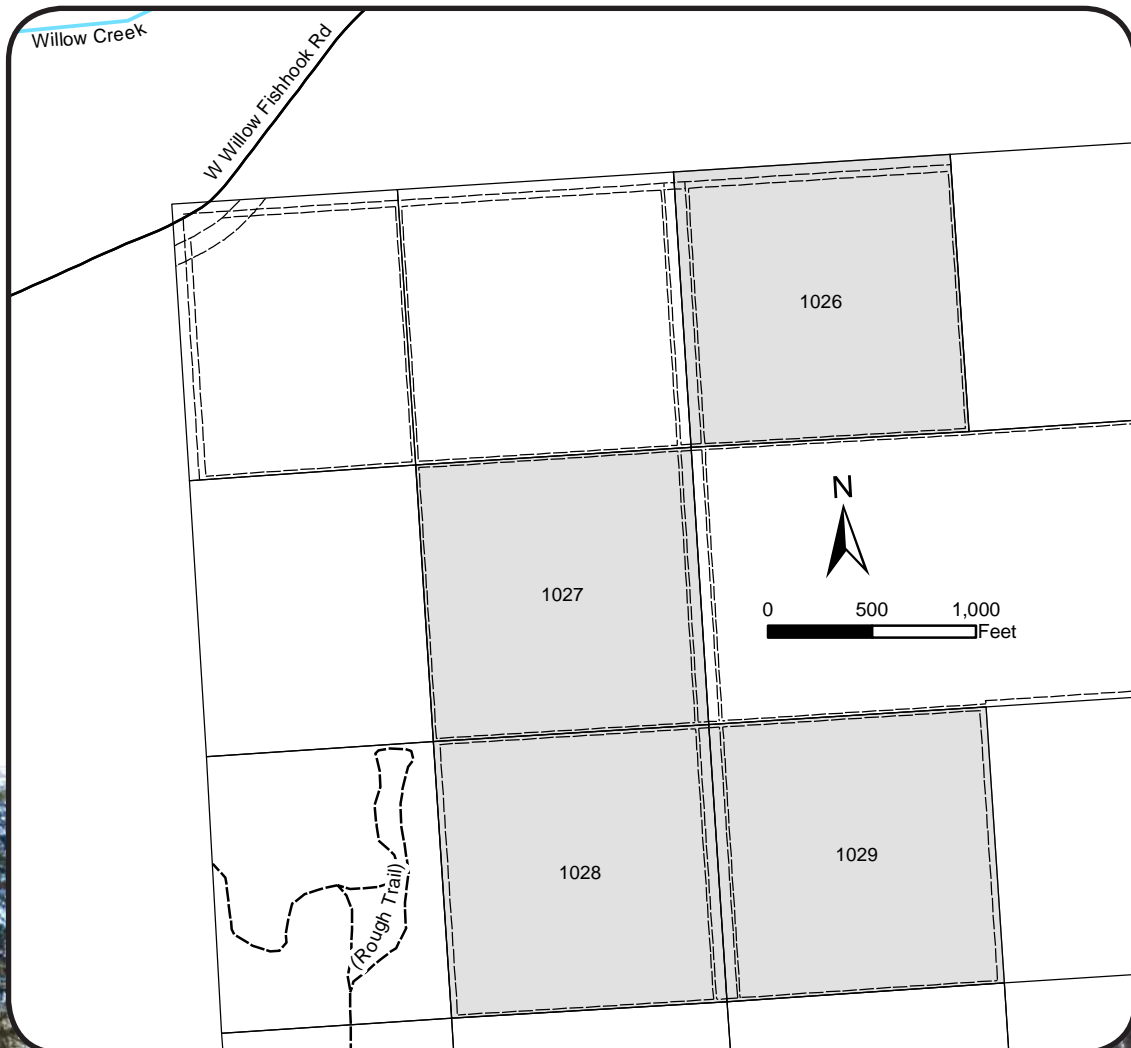 Willow Creek
W Willow Fishhook Rd
1026
N
1027
0 500 1,000
Feet
1029
1028
(Rough Trail)